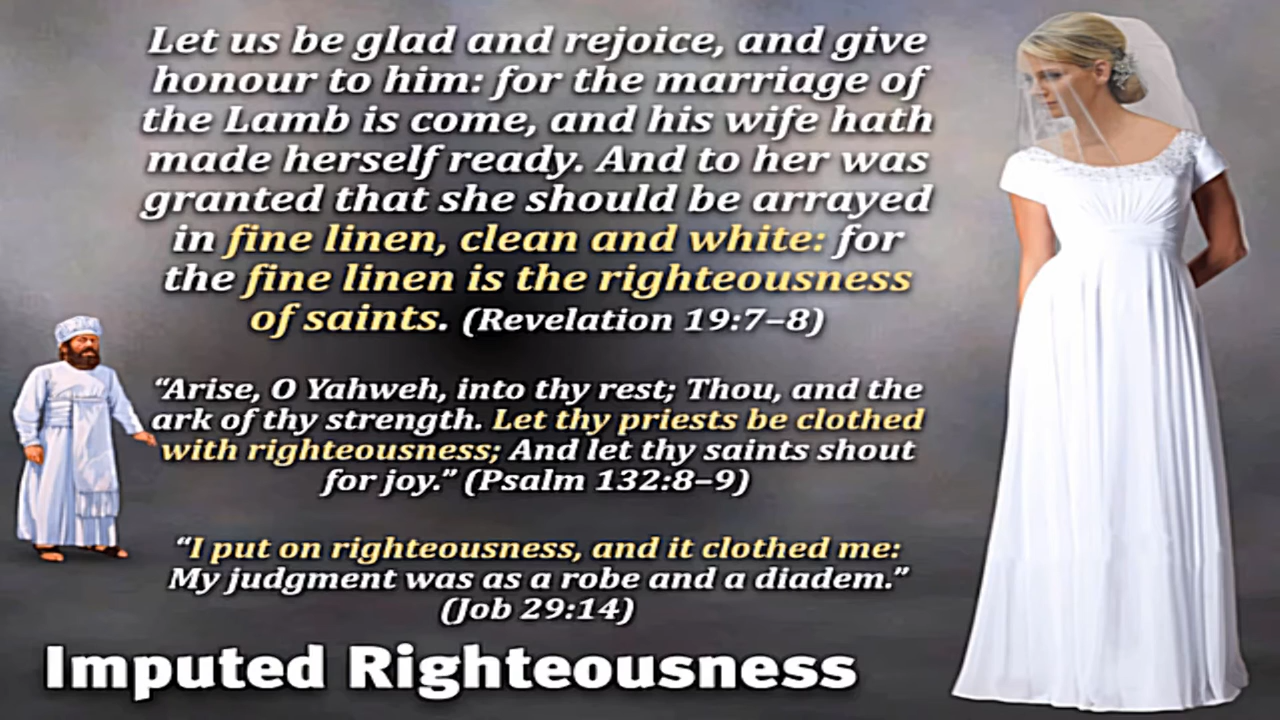 Let us be glad and rejoice, and give
honour to him: for the marriage of
the Lamb is come, and his wife hath
made herself ready. And to her was
granted that she should be arrayed
in fine linen, clean and white: for
the fine linen is the righteousness
of saints. (Revelation 19:7–8)
“Arise, O Yahweh, into thy rest; Thou, and the
ark of thy strength. Let thy priests be clothed
with righteousness; And let thy saints shout
for joy.” (Psalm 132:8–9)
“I put on righteousness, and it clothed me:
My judgment was as a robe and a diadem.”
(Job 29:14)
Imputed Righteousness